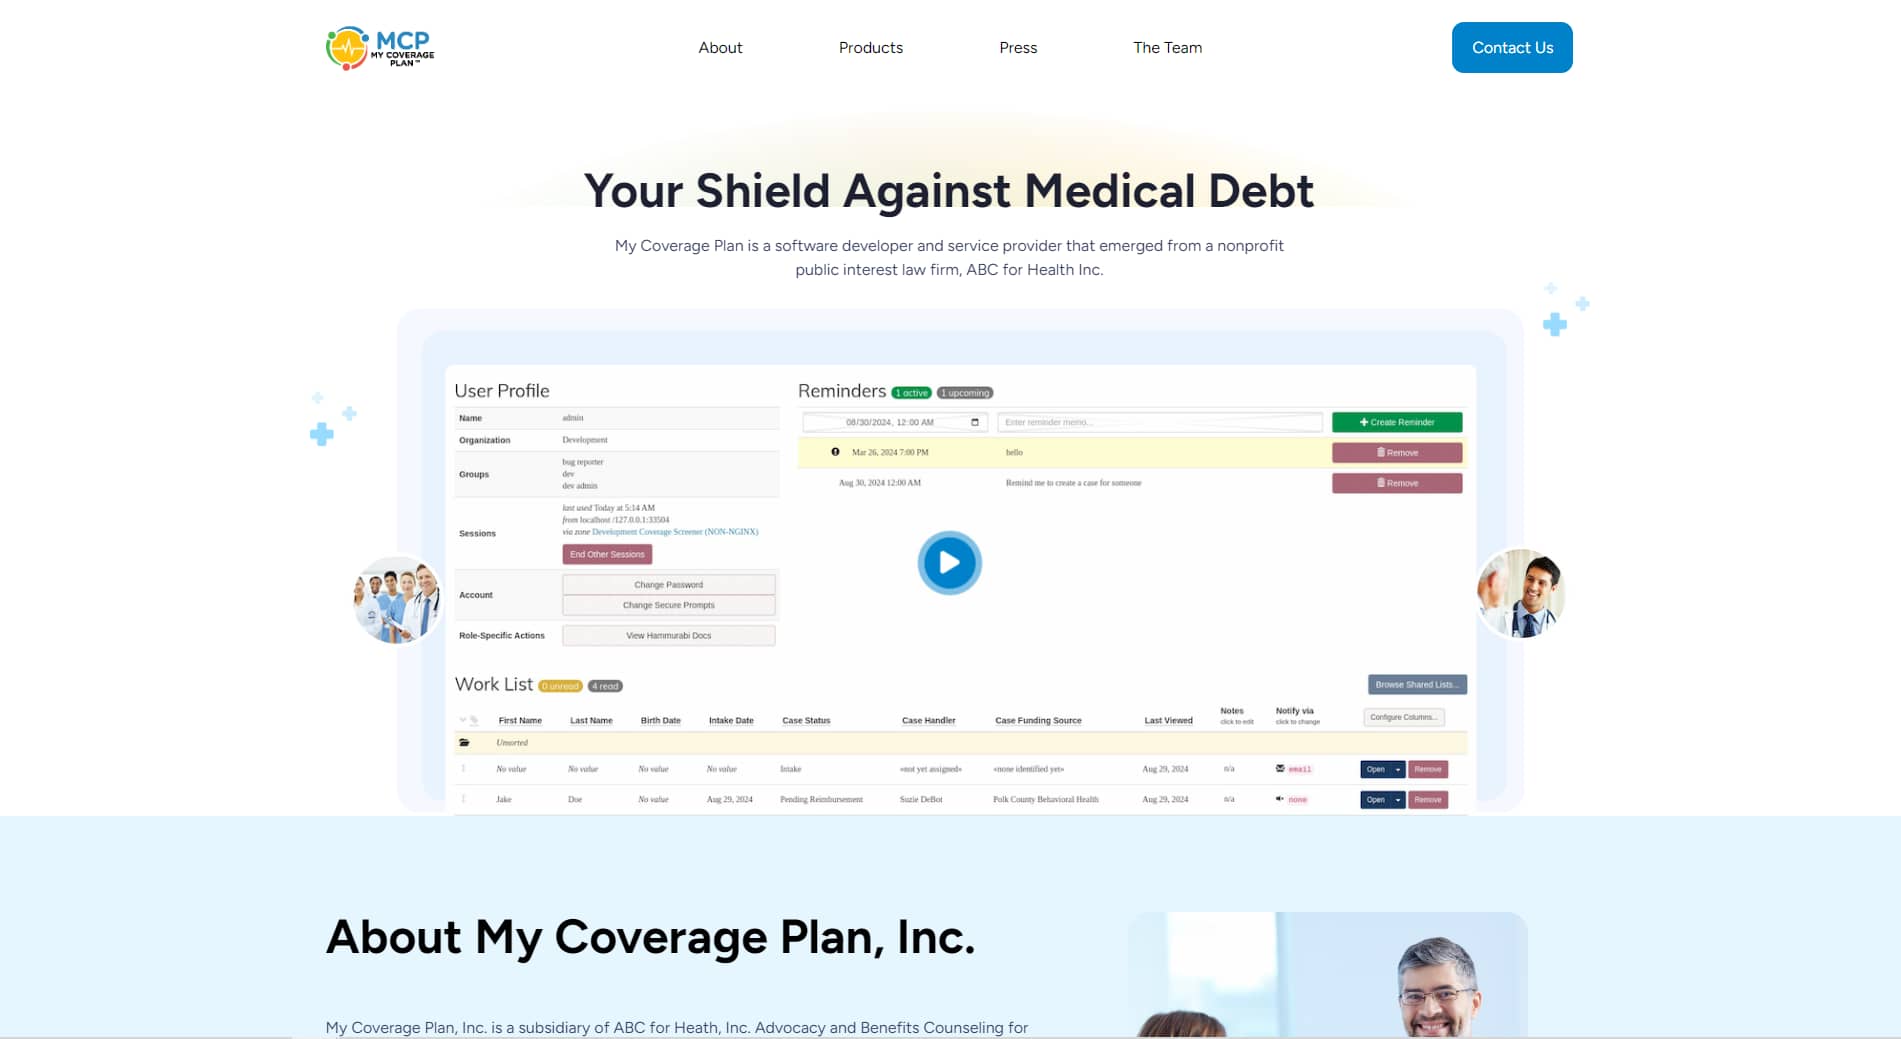 MCP
MY COVERAGE
PLAN™
About
Products
Press
The Team
Contact Us
Your Shield Against Medical Debt
My Coverage Plan is a software developer and service provider that emerged from a nonprofit
public interest law firm, ABC for Health Inc.
User Profile
Name admin
Organization Development
Groups bug reporter
dev
dev admin
Sessions last used Today at 5:14 AM
from localhost /127.0.0.1:33504
via zone Development Coverage Screener (NON-NGINX)
End Other Sessions
Account Change Password
Change Secure Prompts
Role-Specific Actions View Hammurabi Docs
Reminders 1 active 1 upcoming
08/30/2024, 12:00 AM Enter reminder memo... Create Reminder
Mar 26, 2024 7:00 PM hello Remove
Aug 30, 2024 12:00 AM Remind me to create a case for someone Remove
Work List 0 unread 4 read Browse Shared Lists...
First Name Last Name Birth Date Intake Date Case Status Case Handler Case Funding Source Last Viewed Notes click to edit Notify via click to change Configure Columns...
Unsorted
No value No value No value No value Intake «not yet assigned» «none identified yet» Aug 29, 2024 n/a email Open Remove
Jake Doe No value Aug 29, 2024 Pending Reimbursement Suzie DeBot Polk County Behavioral Health Aug 29, 2024 n/a none Open Remove
About My Coverage Plan, Inc.
My Coverage Plan, Inc. is a subsidiary of ABC for Heath, Inc. Advocacy and Benefits Counseling for